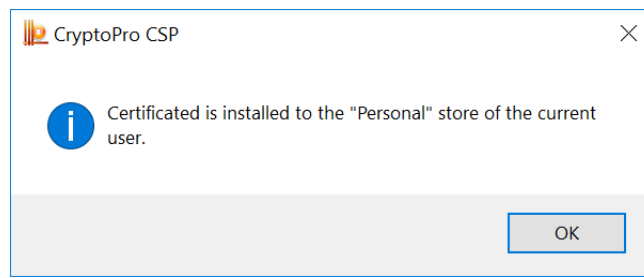 CryptoPro CSP
Certificated is installed to the "Personal" store of the current
user.
OK